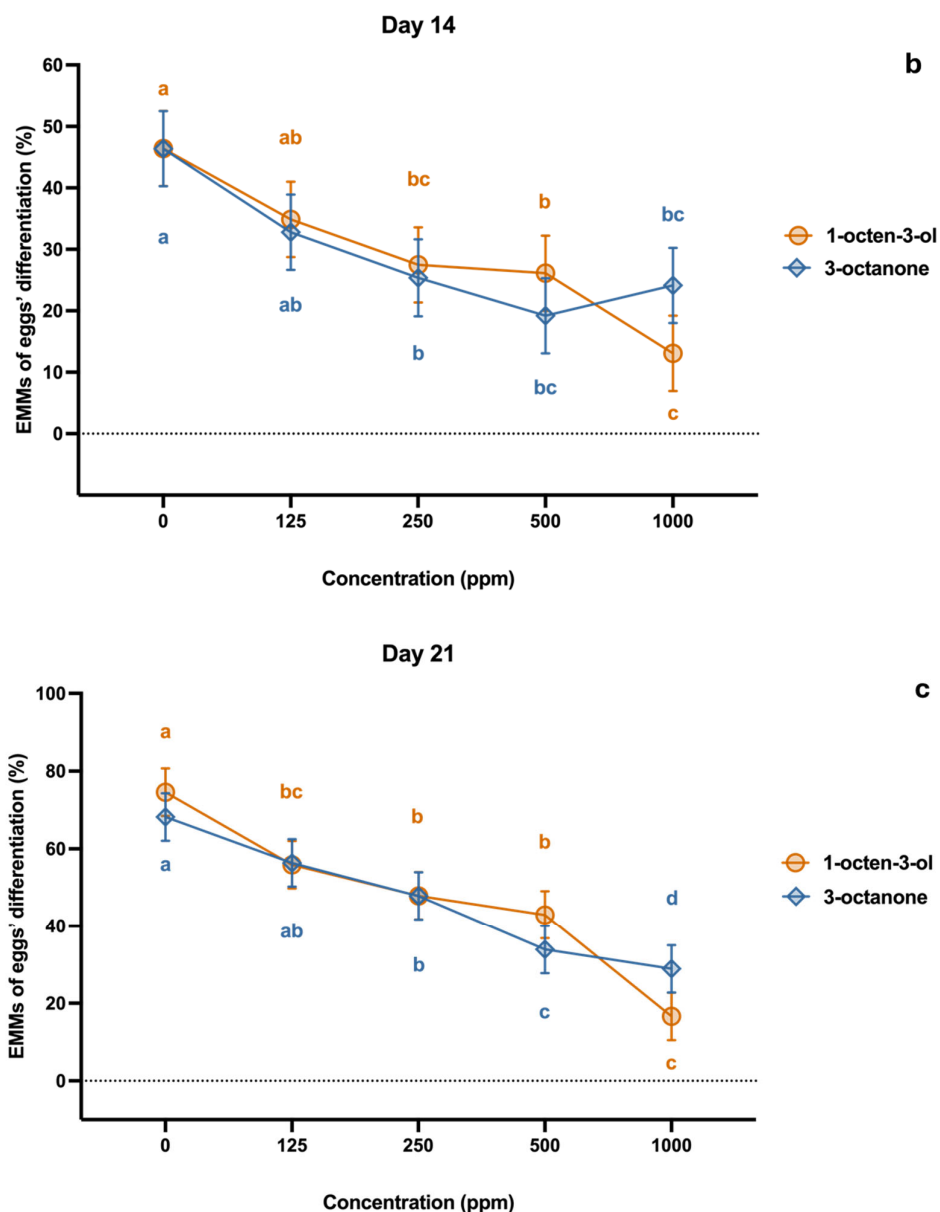 Day 14
b
60
50
40
30
20
10
0
EMMs of eggs' differentiation (%)
a
ab
bc
b
bc
a
ab
b
bc
c
1-octen-3-ol
3-octanone
0 125 250 500 1000
Concentration (ppm)
Day 21
c
100
80
60
40
20
0
EMMs of eggs' differentiation (%)
a
bc
b
b
d
a
ab
b
c
c
1-octen-3-ol
3-octanone
0 125 250 500 1000
Concentration (ppm)